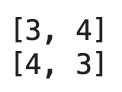 [3, 4]
[4, 3]